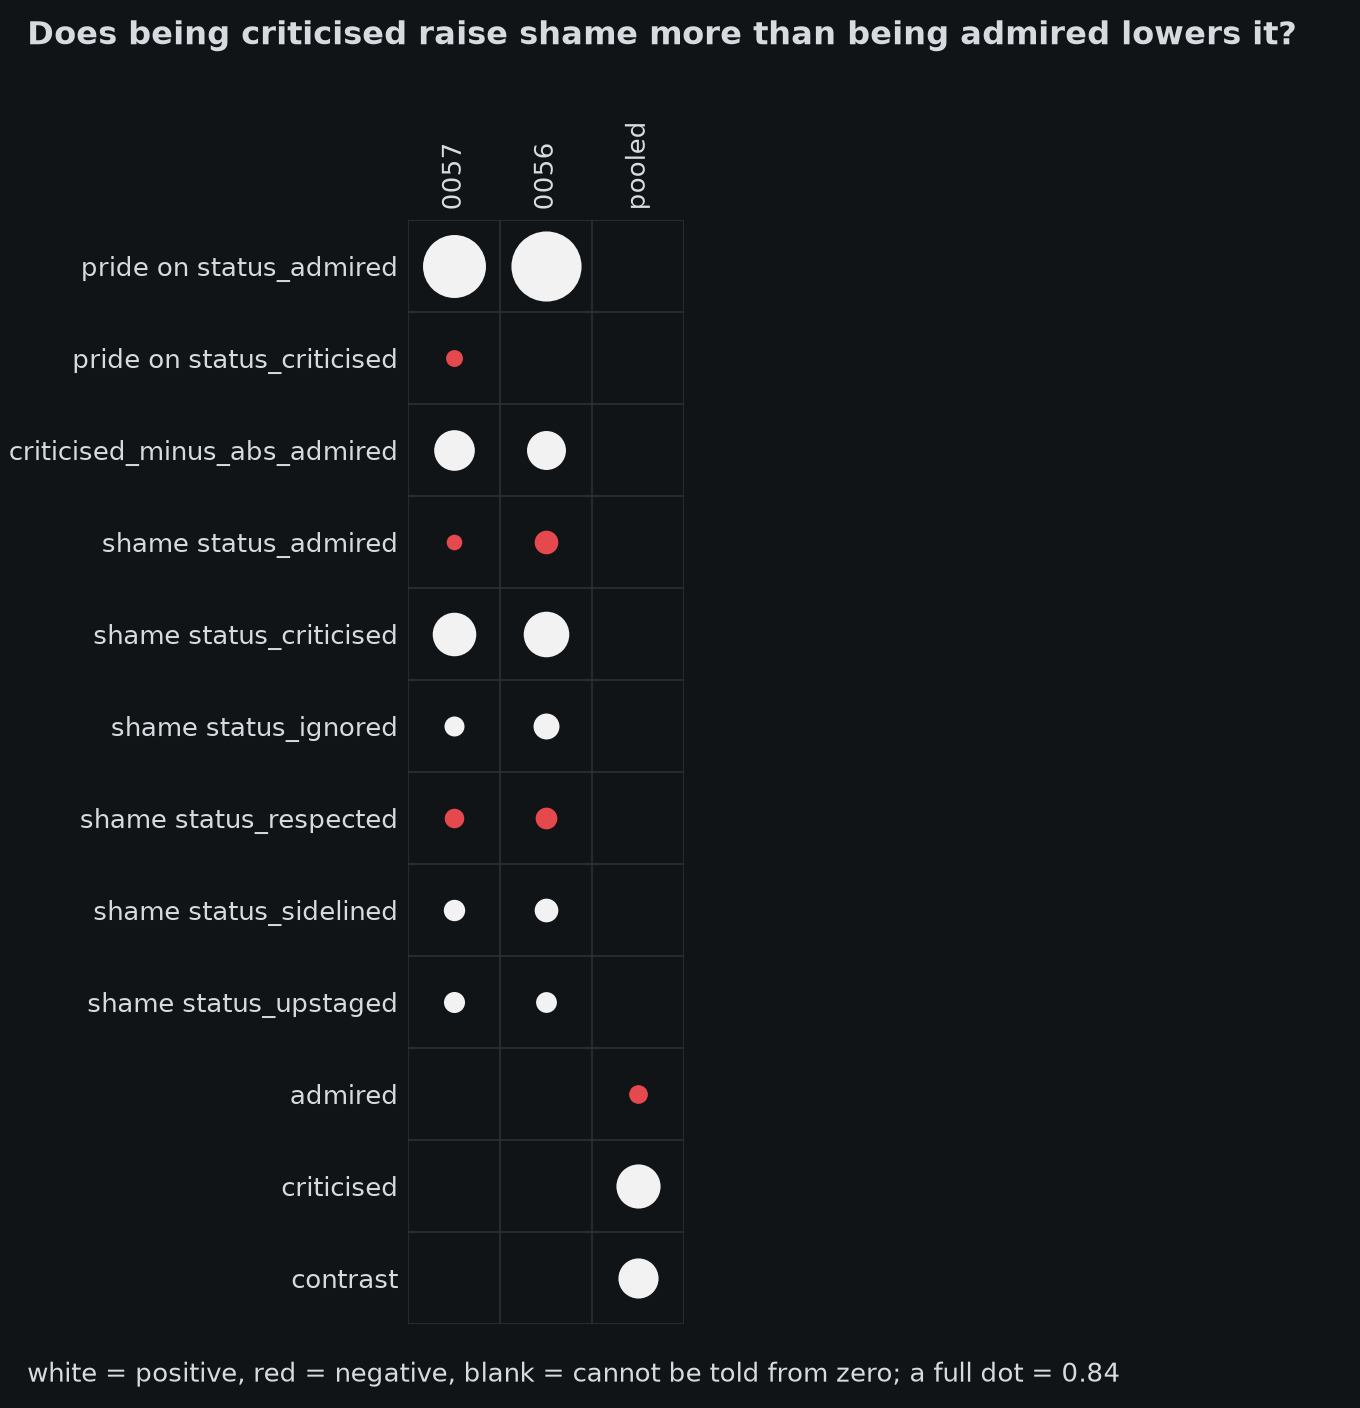 Does being criticised raise shame more than being admired lowers it?
0057
0056
pooled
pride on status_admired
pride on status_criticised
criticised_minus_abs_admired
shame status_admired
shame status_criticised
shame status_ignored
shame status_respected
shame status_sidelined
shame status_upstaged
admired
criticised
contrast
white = positive, red = negative, blank = cannot be told from zero; a full dot = 0.84